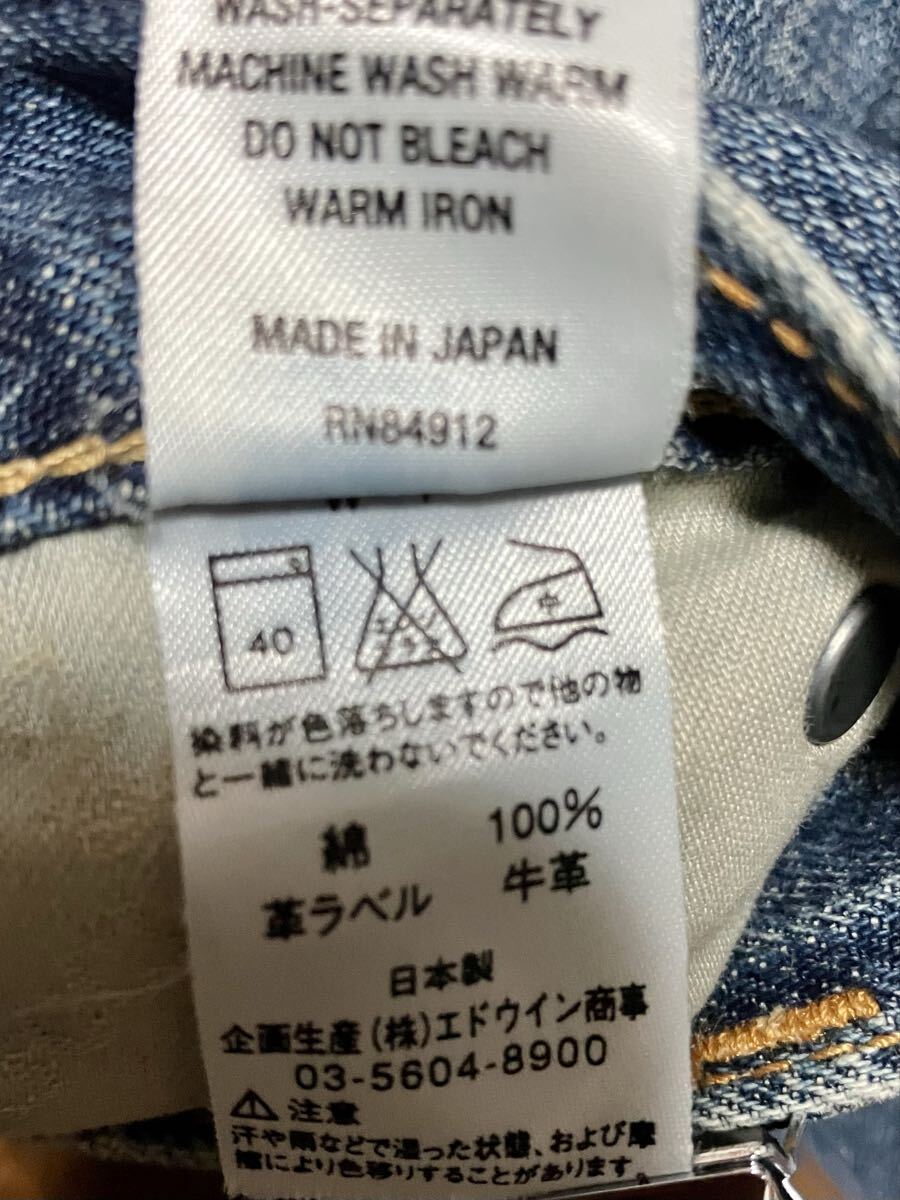 WASH-SEPARATELY
MACHINE WASH WARM
DO NOT BLEACH
WARM IRON
MADE IN JAPAN
RN84912
40
中
染料が色落ちしますので他の物
と一緒に洗わないでください。
綿 100%
革ラベル 牛革
日本製
企画生産(株)エドウイン商事
03-5604-8900
⚠ 注意
汗や雨などで湿った状態、および摩
擦により色移りすることがあります。